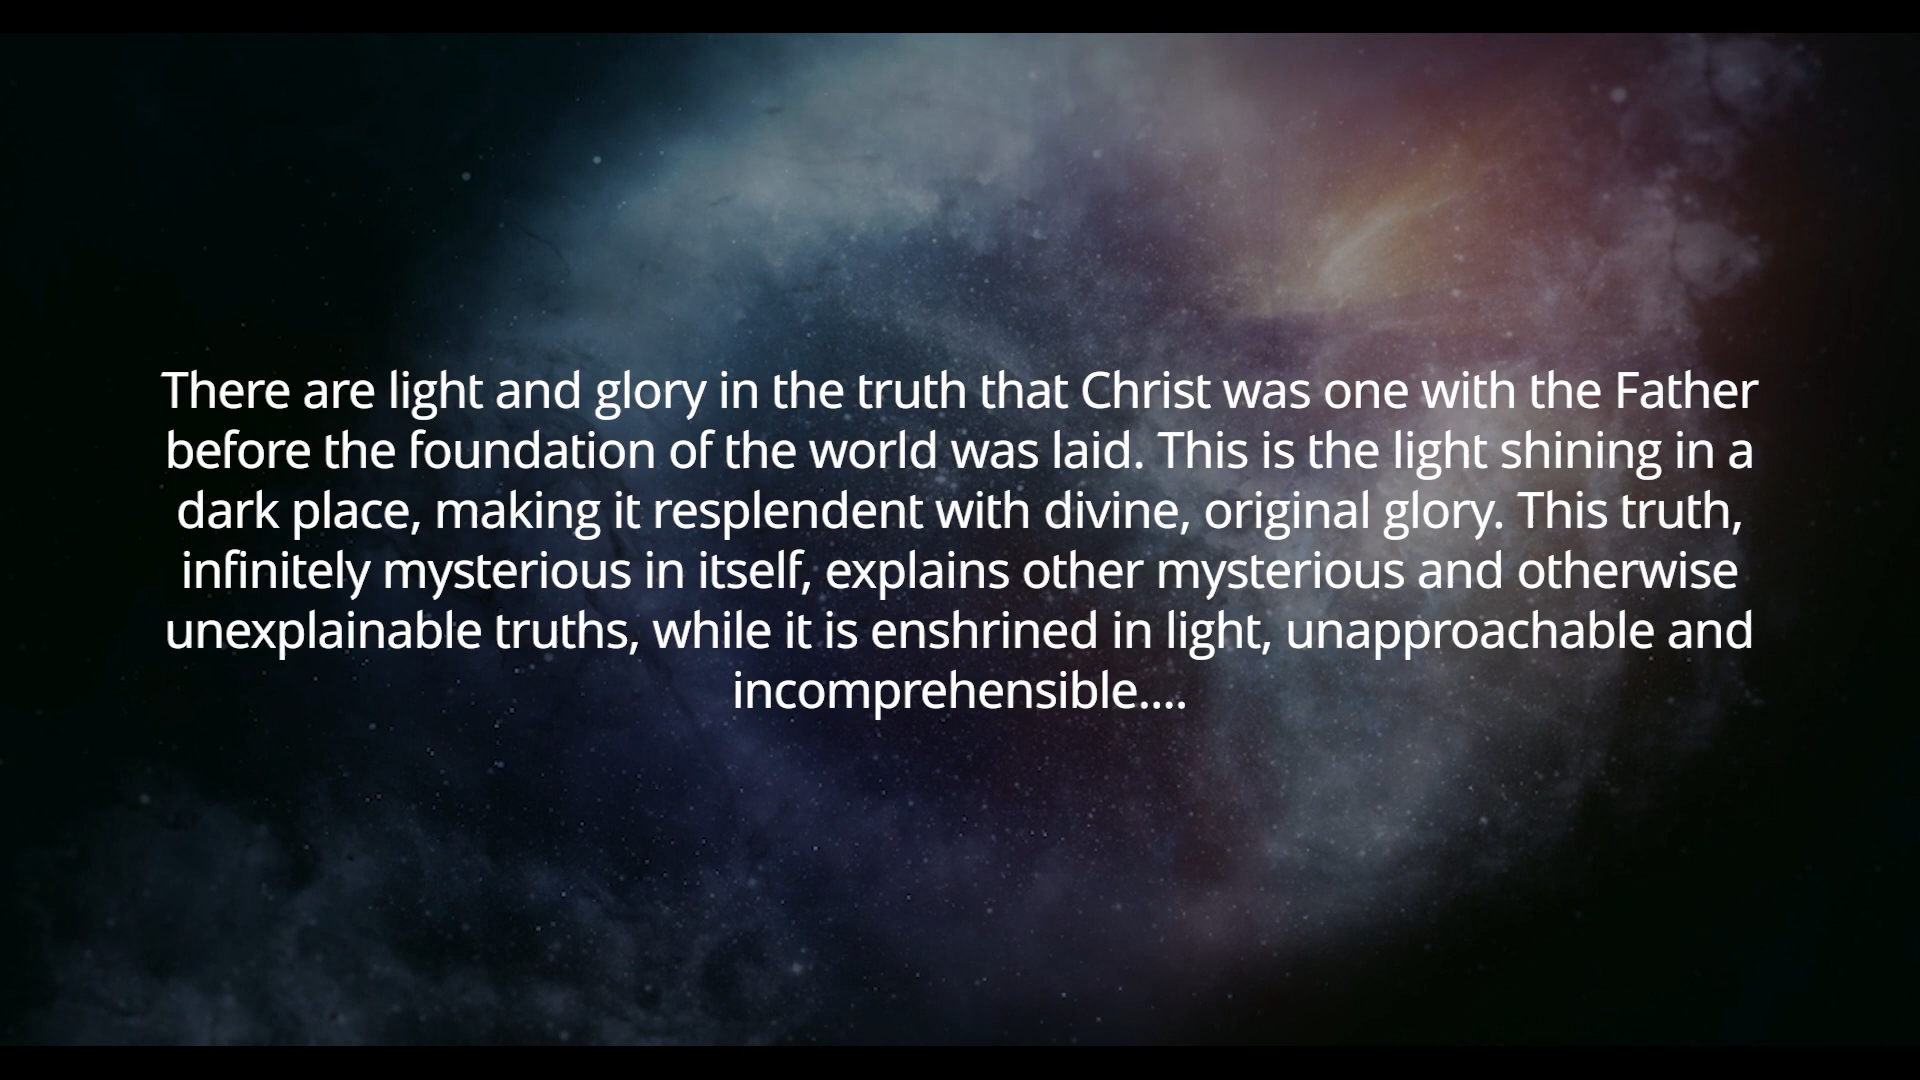 There are light and glory in the truth that Christ was one with the Father
before the foundation of the world was laid. This is the light shining in a
dark place, making it resplendent with divine, original glory. This truth,
infinitely mysterious in itself, explains other mysterious and otherwise
unexplainable truths, while it is enshrined in light, unapproachable and
incomprehensible....